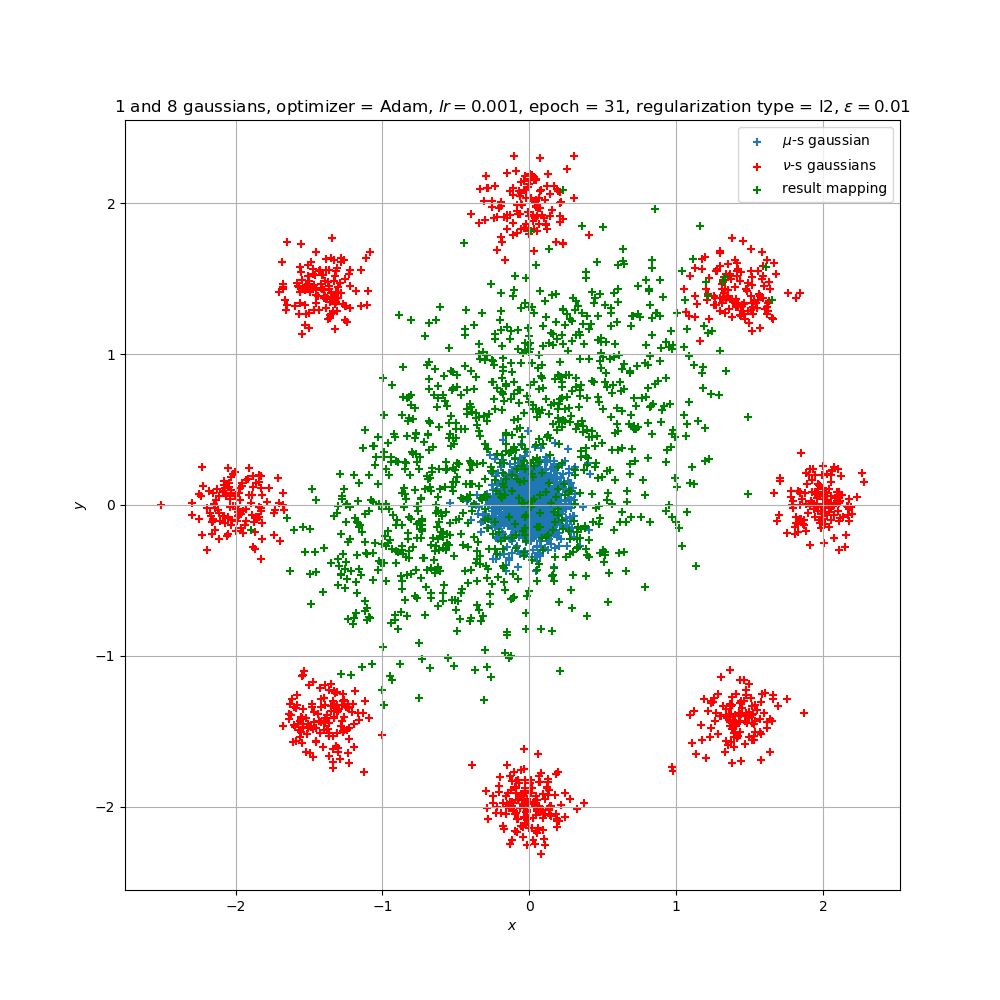 1 and 8 gaussians, optimizer = Adam, lr = 0.001, epoch = 31, regularization type = l2, ε = 0.01
μ-s gaussian
ν-s gaussians
result mapping
2
1
0
−1
−2
y
−2 −1 0 1 2
x